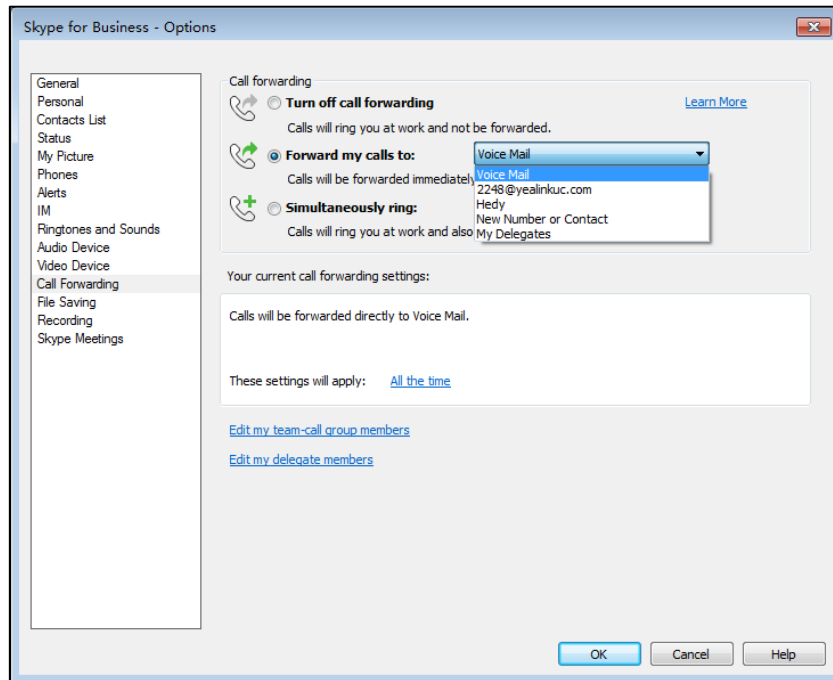 Skype for Business - Options
General
Personal
Contacts List
Status
My Picture
Phones
Alerts
IM
Ringtones and Sounds
Audio Device
Video Device
Call Forwarding
File Saving
Recording
Skype Meetings
Call forwarding
Turn off call forwarding
Learn More
Calls will ring you at work and not be forwarded.
Forward my calls to:
Voice Mail
Calls will be forwarded immediately
Voice Mail
2248@yealinkuc.com
Hedy
New Number or Contact
My Delegates
Simultaneously ring:
Calls will ring you at work and also
Your current call forwarding settings:
Calls will be forwarded directly to Voice Mail.
These settings will apply: All the time
Edit my team-call group members
Edit my delegate members
OK
Cancel
Help